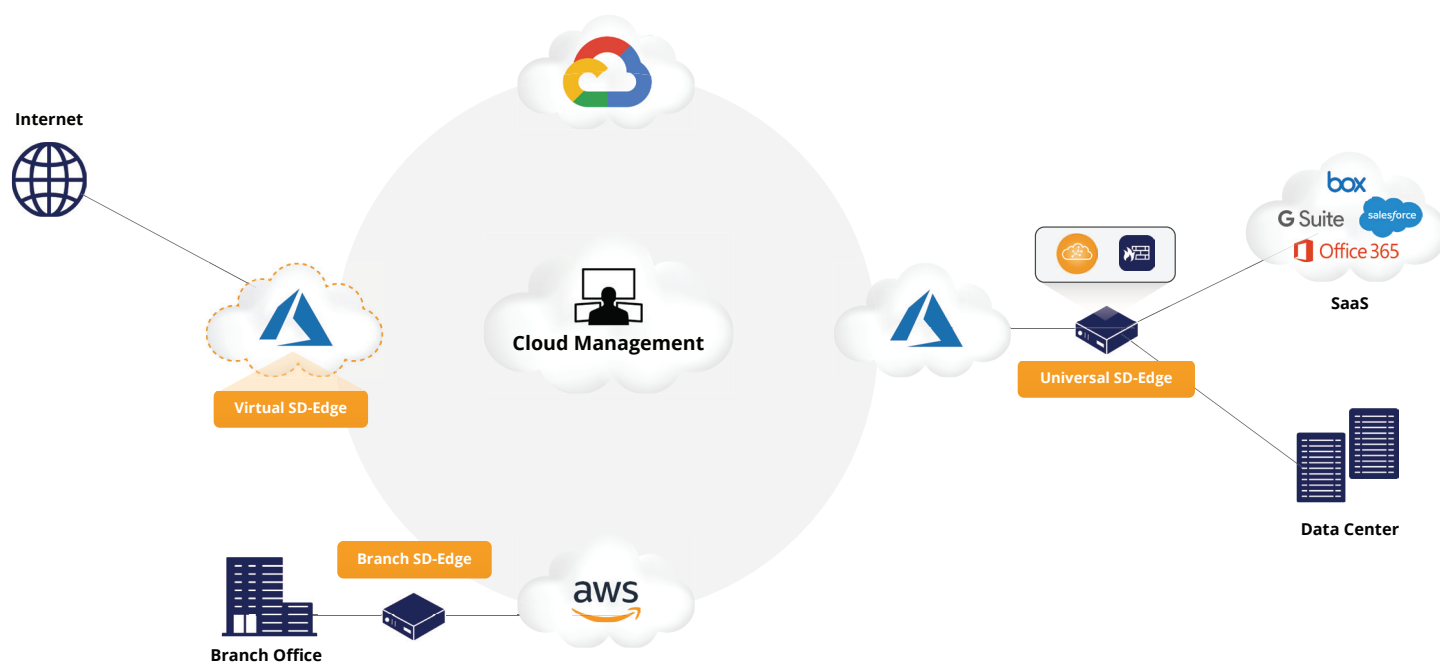 Internet
box
G Suite
salesforce
Office 365
SaaS
Cloud Management
Universal SD-Edge
Virtual SD-Edge
Data Center
Branch SD-Edge
aws
Branch Office